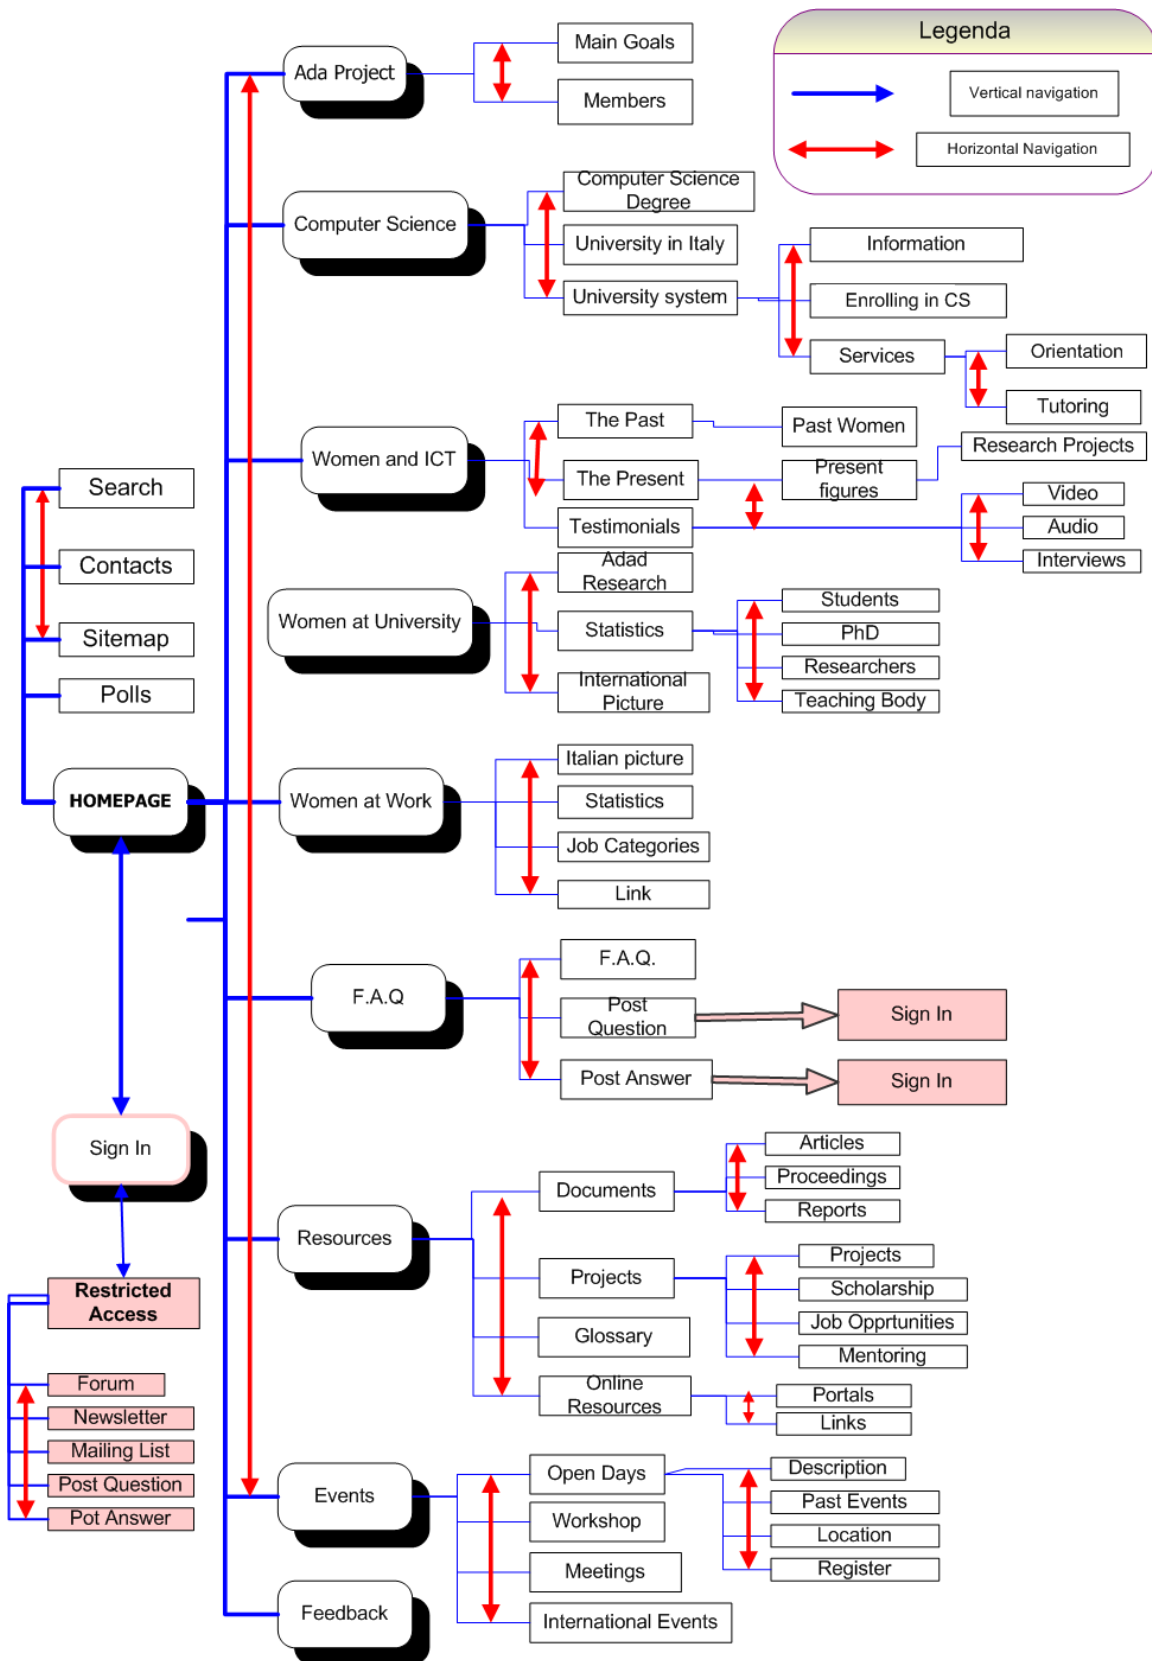 Legenda
Vertical navigation
Horizontal Navigation
Ada Project
Main Goals
Members
Computer Science
Computer Science
Degree
University in Italy
University system
Information
Enrolling in CS
Services
Orientation
Tutoring
Women and ICT
The Past
Past Women
The Present
Present
figures
Research Projects
Testimonials
Video
Audio
Interviews
Search
Contacts
Sitemap
Polls
HOMEPAGE
Women at University
Adad
Research
Statistics
International
Picture
Students
PhD
Researchers
Teaching Body
Women at Work
Italian picture
Statistics
Job Categories
Link
F.A.Q
F.A.Q.
Post
Question
Sign In
Post Answer
Sign In
Sign In
Restricted
Access
Forum
Newsletter
Mailing List
Post Question
Pot Answer
Resources
Documents
Articles
Proceedings
Reports
Projects
Projects
Scholarship
Job Opprtunities
Mentoring
Glossary
Online
Resources
Portals
Links
Events
Open Days
Description
Past Events
Location
Register
Workshop
Meetings
International Events
Feedback